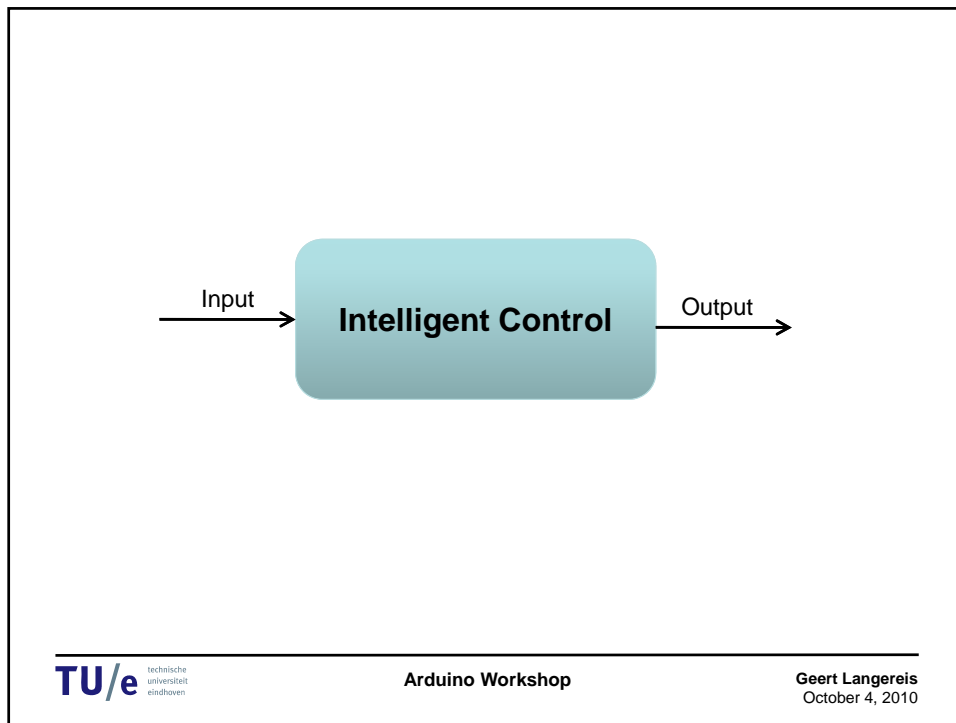 Input
Intelligent Control
Output
TU/e
technische
universiteit
eindhoven
Arduino Workshop
Geert Langereis
October 4, 2010